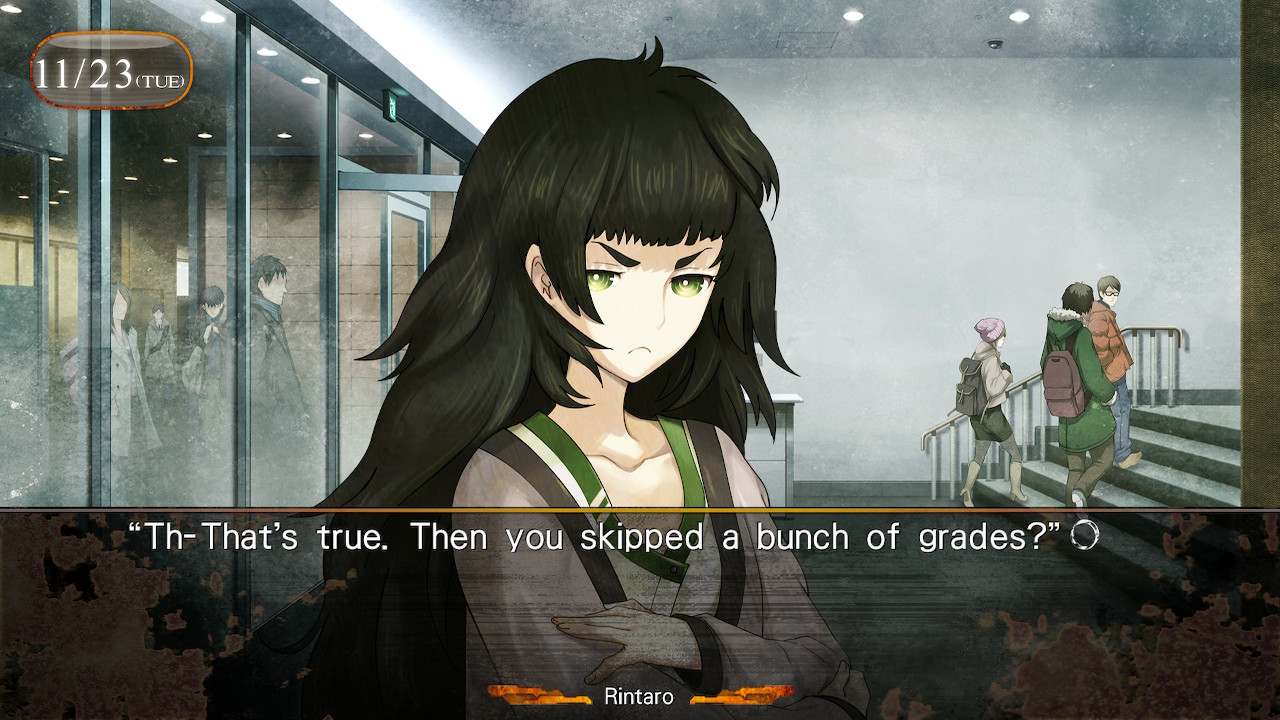 11/23(TUE)
“Th-That’s true. Then you skipped a bunch of grades?”
Rintaro